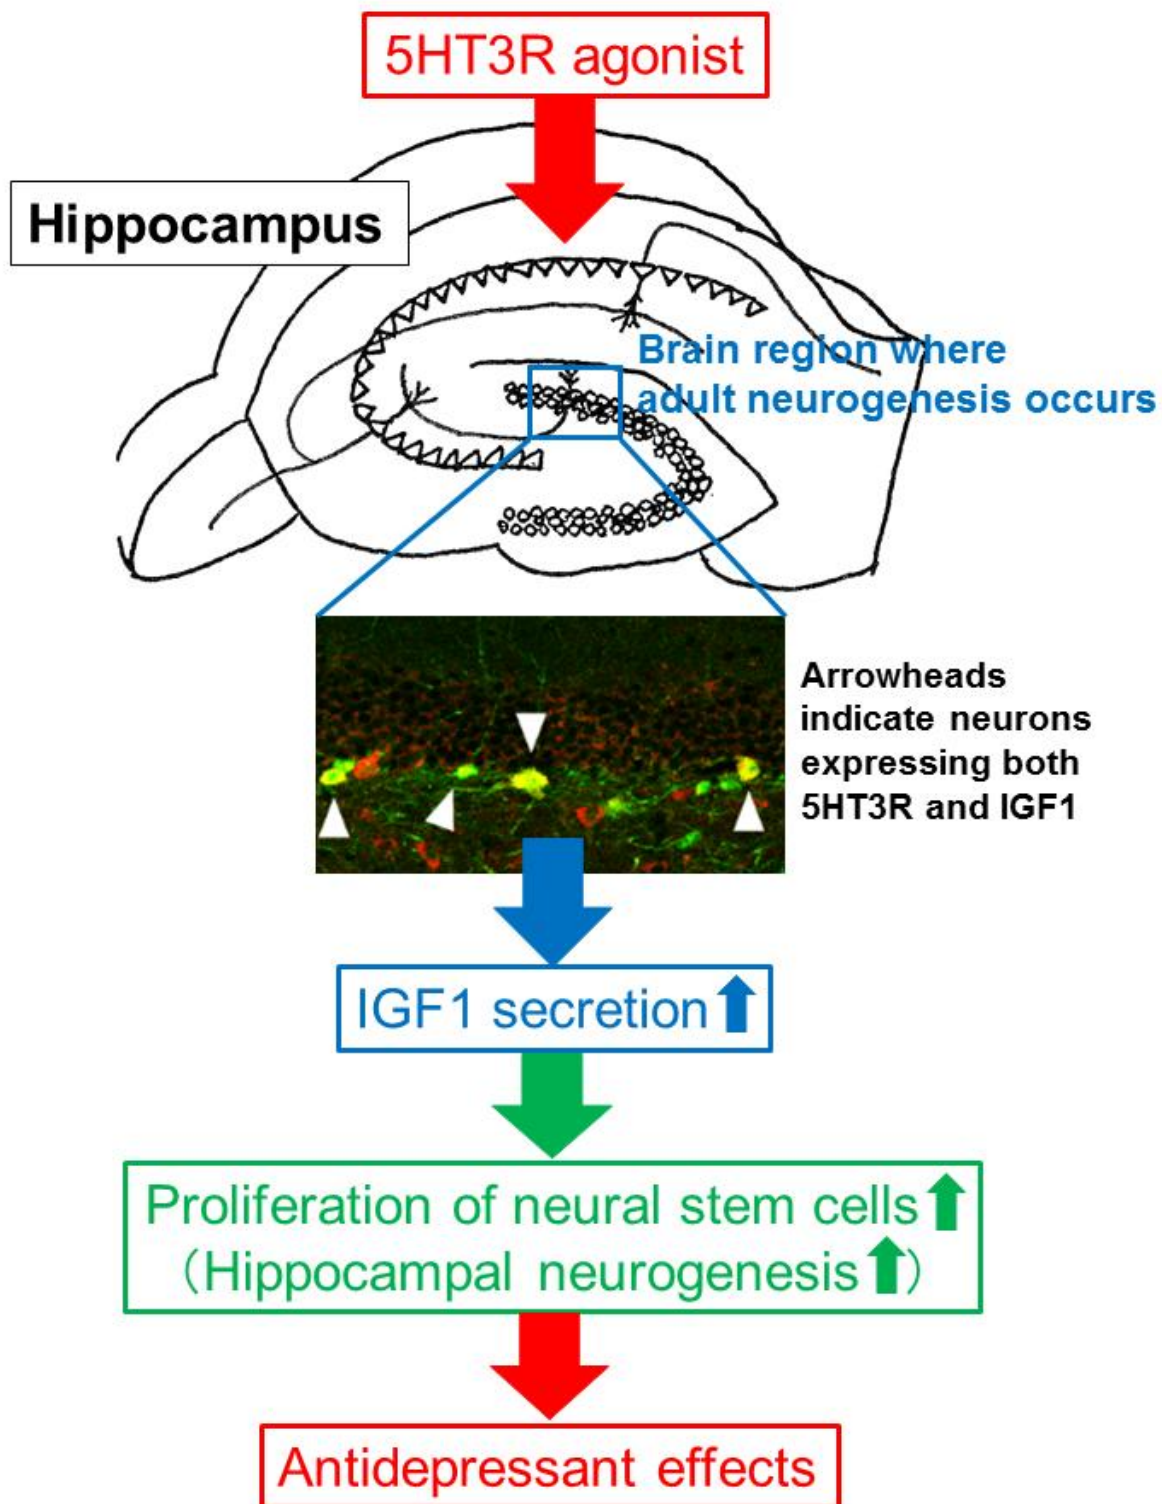 5HT3R agonist
Hippocampus
Brain region where
adult neurogenesis occurs
Arrowheads
indicate neurons
expressing both
5HT3R and IGF1
IGF1 secretion
Proliferation of neural stem cells
（Hippocampal neurogenesis）
Antidepressant effects